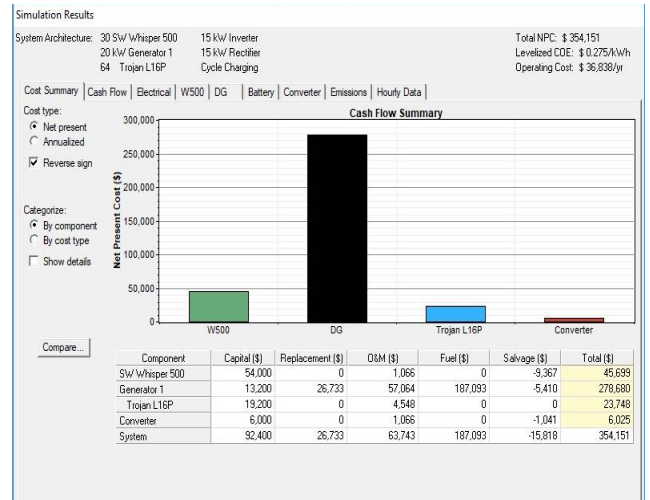 Simulation Results
System Architecture: 30 SW Whisper 500 15 kW Inverter Total NPC: $ 354,151
20 kW Generator 1 15 kW Rectifier Levelized COE: $ 0.275/kWh
64 Trojan L16P Cycle Charging Operating Cost: $ 36,838/yr
Cost Summary Cash Flow Electrical W500 DG Battery Converter Emissions Hourly Data
Cost type:
Net present
Annualized
Reverse sign
Categorize:
By component
By cost type
Show details
Compare...
Cash Flow Summary
Net Present Cost ($)
300,000
250,000
200,000
150,000
100,000
50,000
0
W500 DG Trojan L16P Converter
Component Capital ($) Replacement ($) O&M ($) Fuel ($) Salvage ($) Total ($)
SW Whisper 500 54,000 0 1,066 0 -9,367 45,699
Generator 1 13,200 26,733 57,064 187,093 -5,410 278,680
Trojan L16P 19,200 0 4,548 0 0 23,748
Converter 6,000 0 1,066 0 -1,041 6,025
System 92,400 26,733 63,743 187,093 -15,818 354,151